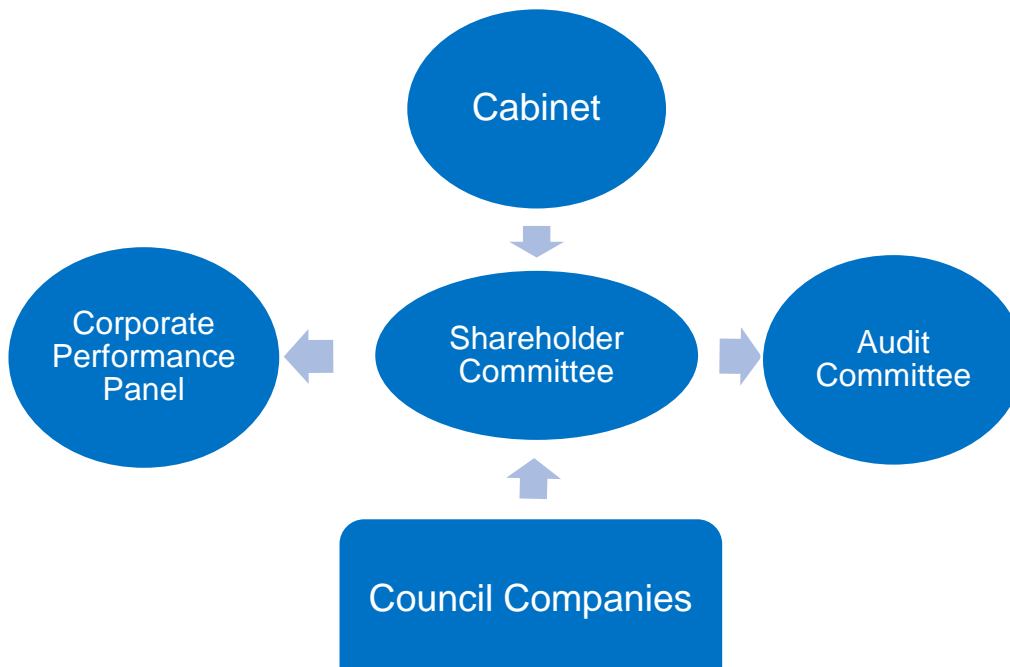 Cabinet
Corporate
Performance
Panel
Shareholder
Committee
Audit
Committee
Council Companies